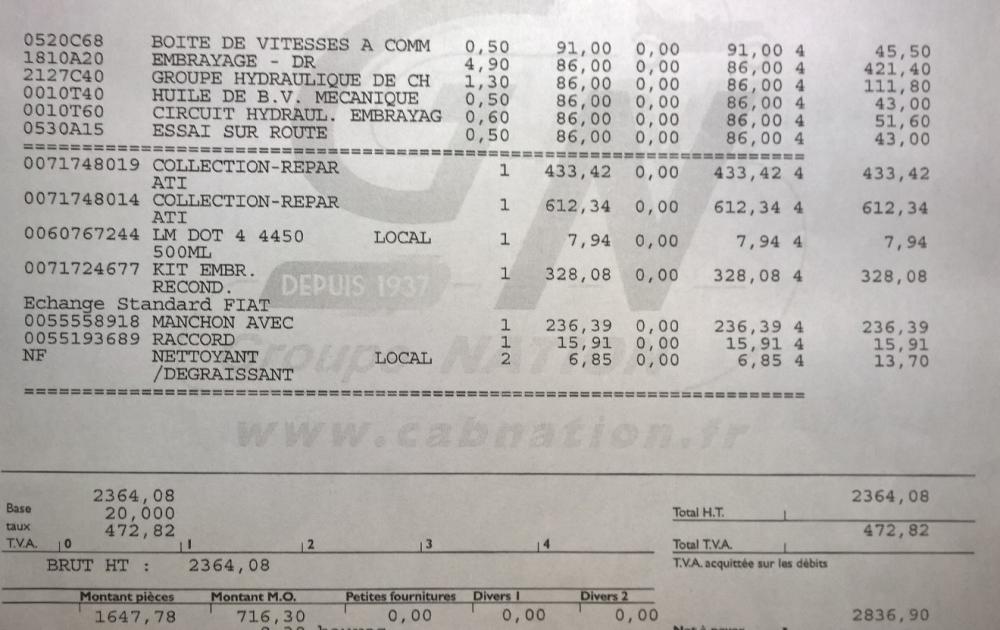 0520C68 BOITE DE VITESSES A COMM 0,50 91,00 0,00 91,00 4 45,50
1810A20 EMBRAYAGE - DR 4,90 86,00 0,00 86,00 4 421,40
2127C40 GROUPE HYDRAULIQUE DE CH 1,30 86,00 0,00 86,00 4 111,80
0010T40 HUILE DE B.V. MECANIQUE 0,50 86,00 0,00 86,00 4 43,00
0010T60 CIRCUIT HYDRAUL. EMBRAYAG 0,60 86,00 0,00 86,00 4 51,60
0530A15 ESSAI SUR ROUTE 0,50 86,00 0,00 86,00 4 43,00
0071748019 COLLECTION-REPAR 1 433,42 0,00 433,42 4 433,42
ATI
0071748014 COLLECTION-REPAR 1 612,34 0,00 612,34 4 612,34
ATI
0060767244 LM DOT 4 4450 LOCAL 1 7,94 0,00 7,94 4 7,94
500ML
0071724677 KIT EMBR. 1 328,08 0,00 328,08 4 328,08
RECOND.
DEPUIS 1937
Echange Standard FIAT
0055558918 MANCHON AVEC 1 236,39 0,00 236,39 4 236,39
0055193689 RACCORD 1 15,91 0,00 15,91 4 15,91
NF NETTOYANT LOCAL 2 6,85 0,00 6,85 4 13,70
/DEGRAISSANT
Groupe NATION
www.cabnation.fr
2364,08 2364,08
Base 20,000 Total H.T.
taux 472,82 472,82
T.V.A. 0 1 2 3 4 Total T.V.A.
BRUT HT : 2364,08 T.V.A. acquittée sur les débits
Montant pièces Montant M.O. Petites fournitures Divers 1 Divers 2
1647,78 716,30 0,00 0,00 0,00 2836,90